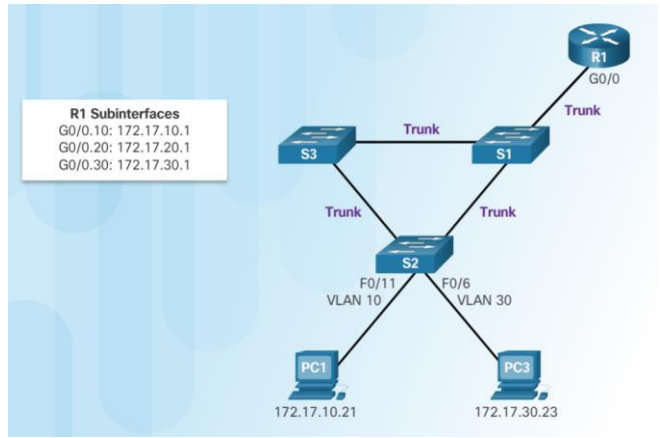 R1
G0/0
Trunk
R1 Subinterfaces
G0/0.10: 172.17.10.1
G0/0.20: 172.17.20.1
G0/0.30: 172.17.30.1
Trunk
S3
S1
Trunk
Trunk
S2
F0/11
F0/6
VLAN 10
VLAN 30
PC1
PC3
172.17.10.21
172.17.30.23